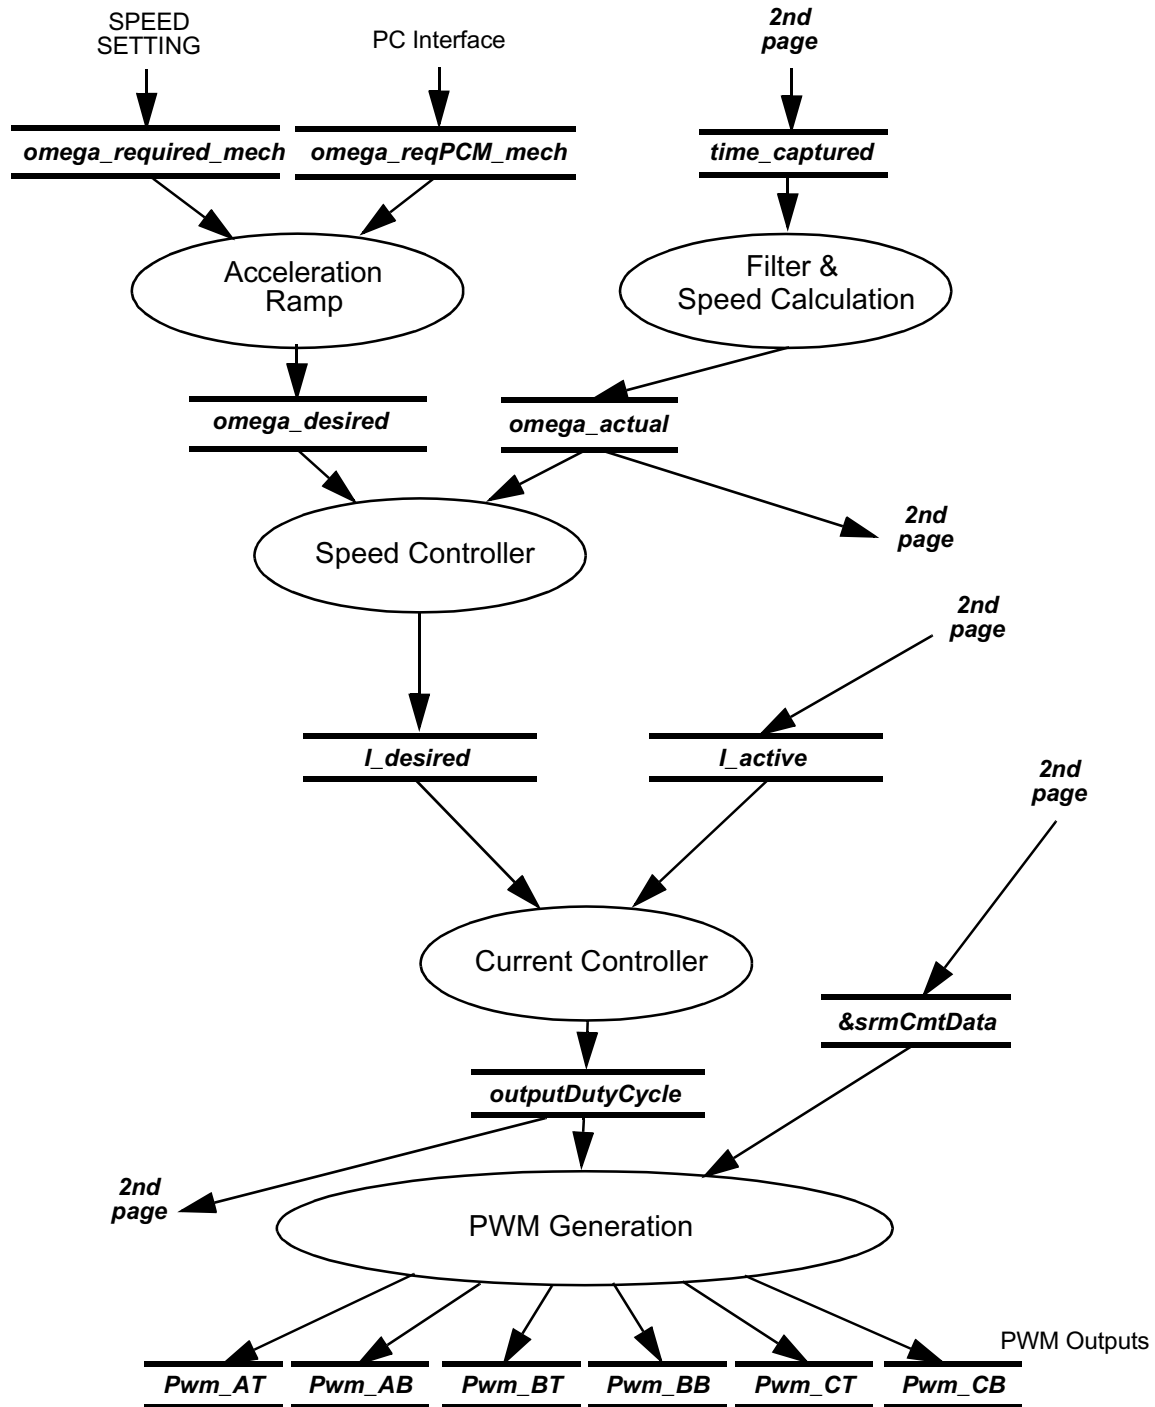 SPEED
SETTING
PC Interface
2nd
page
omega_required_mech
omega_reqPCM_mech
time_captured
Acceleration
Ramp
Filter &
Speed Calculation
omega_desired
omega_actual
2nd
page
Speed Controller
2nd
page
I_desired
I_active
2nd
page
Current Controller
&srmCmtData
outputDutyCycle
2nd
page
PWM Generation
PWM Outputs
Pwm_AT
Pwm_AB
Pwm_BT
Pwm_BB
Pwm_CT
Pwm_CB